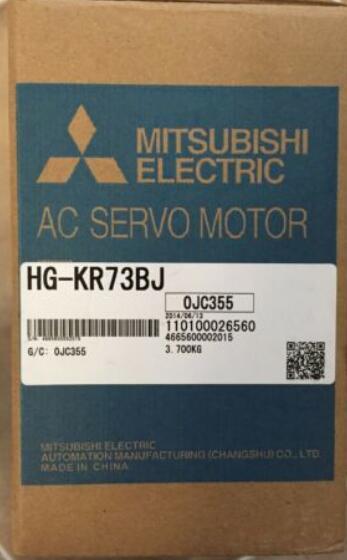 MITSUBISHI
ELECTRIC
AC SERVO MOTOR
HG-KR73BJ
0JC355
2014/06/13
110100026560
4665600002015
3.700KG
G/C: 0JC355
MITSUBISHI ELECTRIC
AUTOMATION MANUFACTURING (CHANGSHU) CO., LTD.
MADE IN CHINA